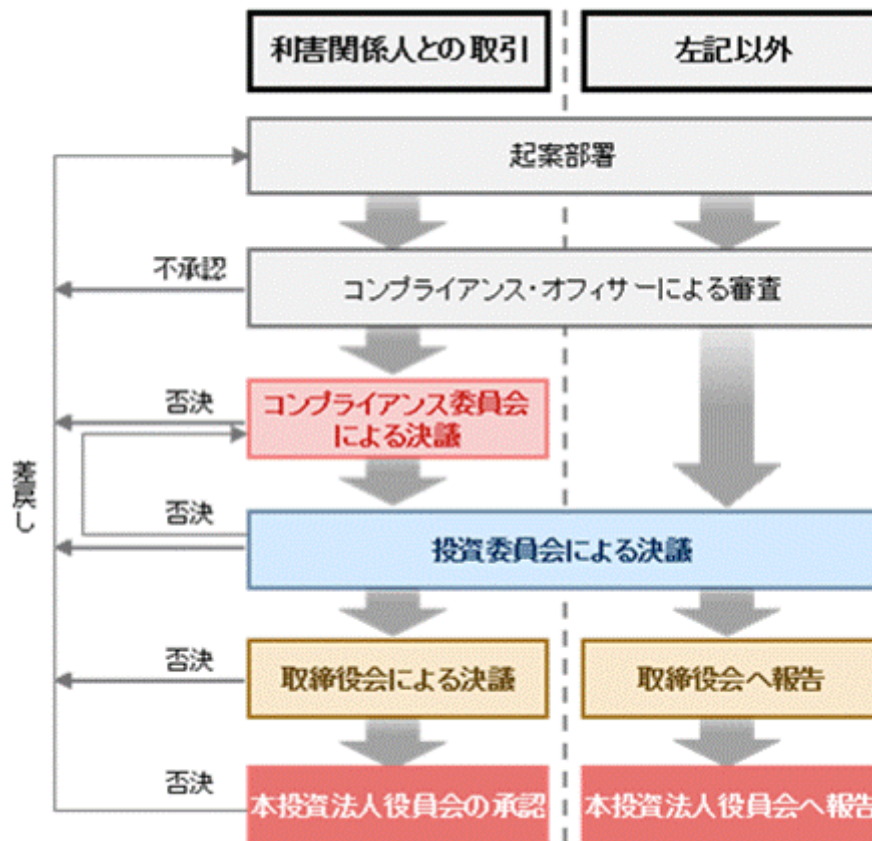 利害関係人との取引
左記以外
起案部署
不承認
コンプライアンス・オフィサーによる審査
否決
コンプライアンス委員会
による決議
差戻し
否決
投資委員会による決議
否決
取締役会による決議
取締役会へ報告
否決
本投資法人役員会の承認
本投資法人役員会へ報告